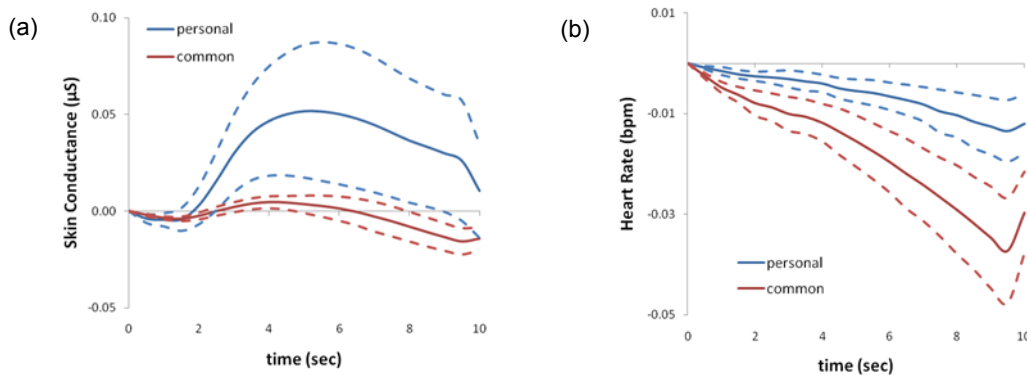 (a)
Skin Conductance (µS)
0.10
0.05
0.00
-0.05
personal
common
0
2
4
6
8
10
time (sec)
(b)
Heart Rate (bpm)
0.01
-0.01
-0.03
-0.05
personal
common
0
2
4
6
8
10
time (sec)